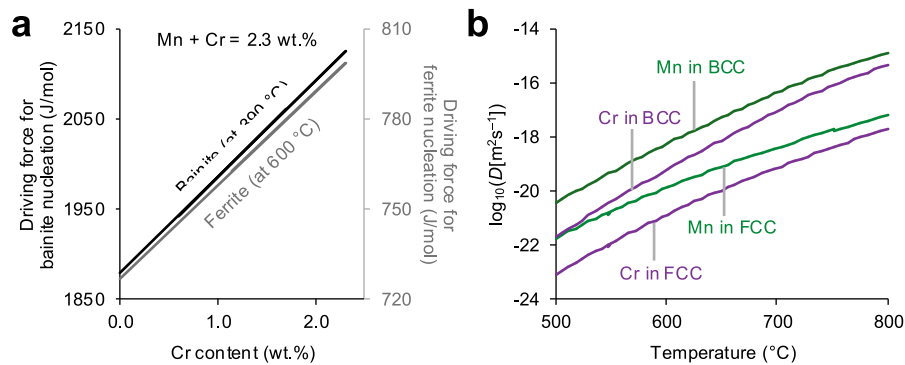 a
2150
2050
1950
1850
Driving force for
bainite nucleation (J/mol)
Mn + Cr = 2.3 wt.%
Ferrite (at 600 °C)
810
780
750
720
Driving force for
ferrite nucleation (J/mol)
0.0
1.0
2.0
Cr content (wt.%)
b
-14
-16
-18
-20
-22
-24
log₁₀(D[m²s⁻¹])
Mn in BCC
Cr in BCC
Mn in FCC
Cr in FCC
500
600
700
800
Temperature (°C)